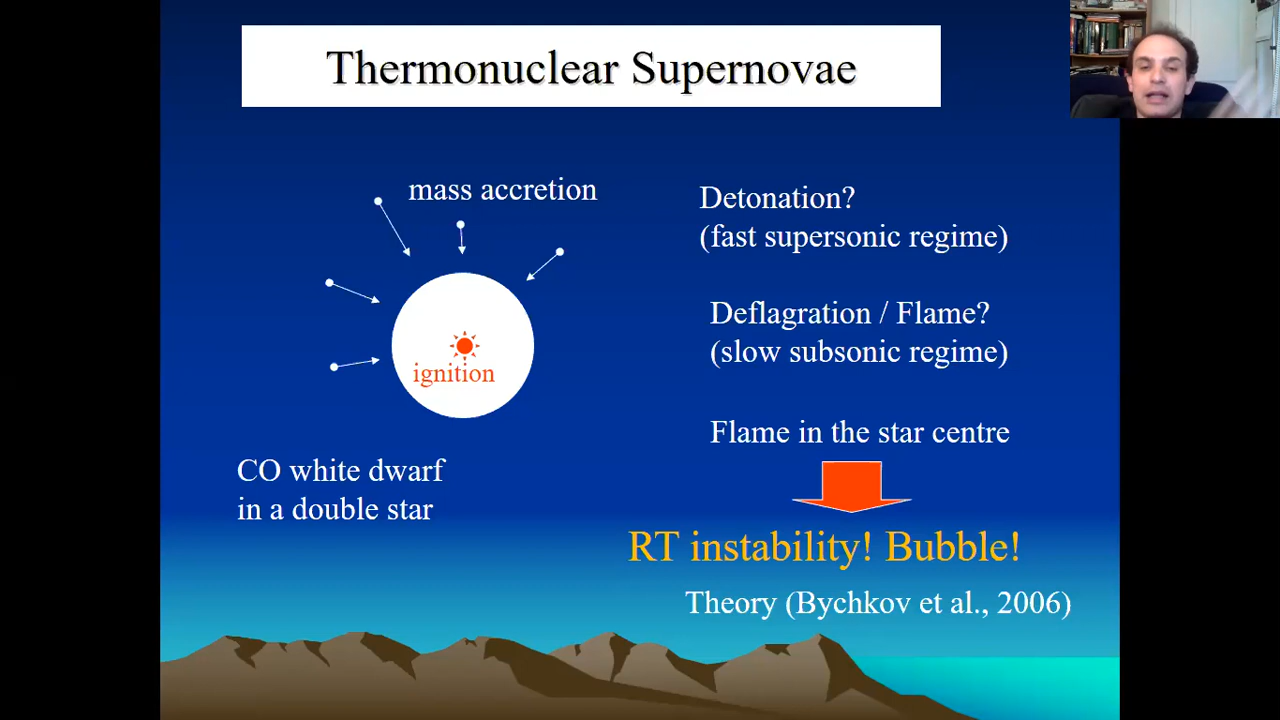 Thermonuclear Supernovae
mass accretion
ignition
CO white dwarf
in a double star
Detonation?
(fast supersonic regime)
Deflagration / Flame?
(slow subsonic regime)
Flame in the star centre
RT instability! Bubble!
Theory (Bychkov et al., 2006)